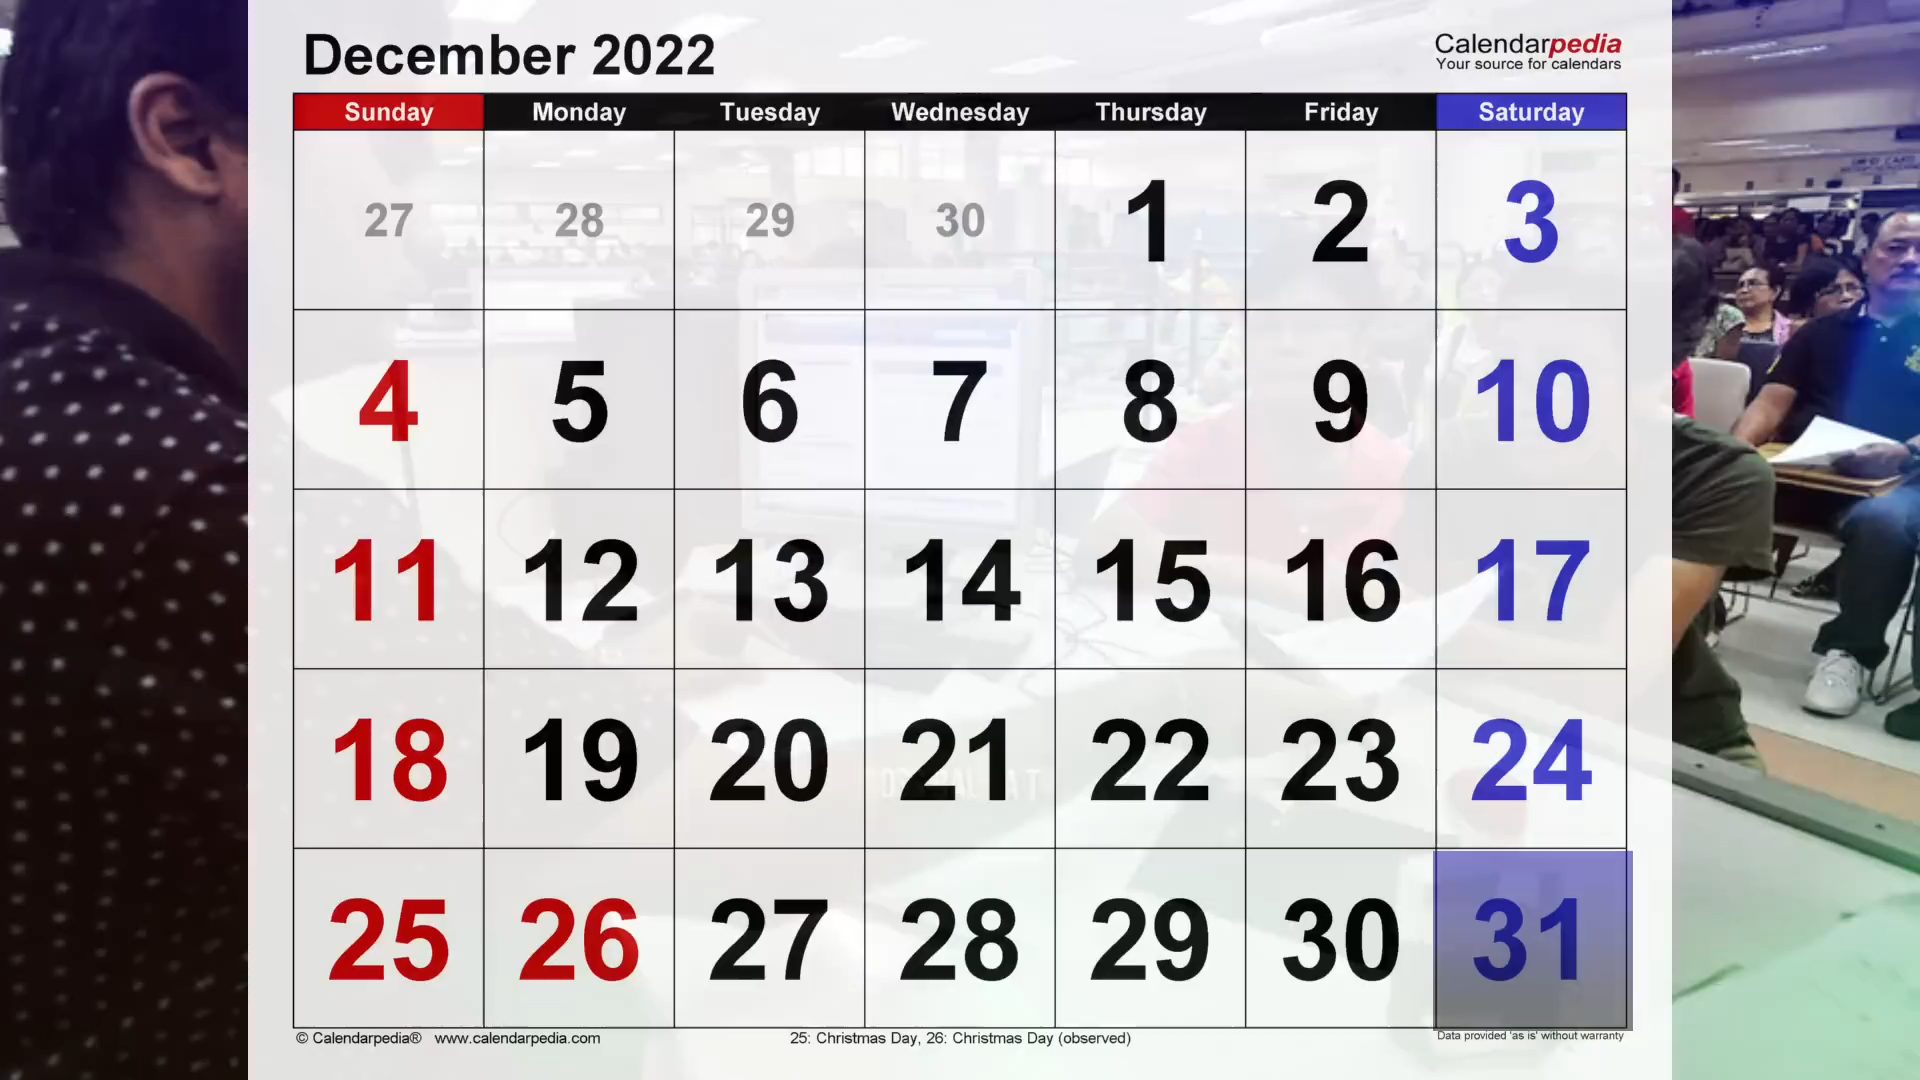 December 2022
Calendarpedia
Your source for calendars
Sunday Monday Tuesday Wednesday Thursday Friday Saturday
27 28 29 30 1 2 3
4 5 6 7 8 9 10
11 12 13 14 15 16 17
18 19 20 21 22 23 24
25 26 27 28 29 30 31
© Calendarpedia® www.calendarpedia.com 25: Christmas Day, 26: Christmas Day (observed) Data provided 'as is' without warranty